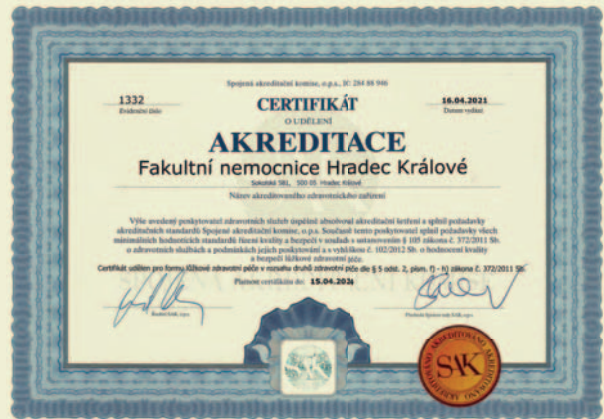 Spojená akreditační komise, o.p.s., IČ: 284 88 946
1332
Evidenční číslo
CERTIFIKÁT
16.04.2021
Datum vydání
O UDĚLENÍ
AKREDITACE
Fakultní nemocnice Hradec Králové
Sokolská 581, 500 05 Hradec Králové
Název akreditovaného zdravotnického zařízení
Výše uvedený poskytovatel zdravotních služeb úspěšně absolvoval akreditační šetření a splnil požadavky
akreditačních standardů Spojené akreditační komise, o.p.s. Současně tento poskytovatel splnil požadavky všech
minimálních hodnotících standardů řízení kvality a bezpečí v souladu s ustanovením § 105 zákona č. 372/2011 Sb.
o zdravotních službách a podmínkách jejich poskytování a s vyhláškou č. 102/2012 Sb. o hodnocení kvality
a bezpečí lůžkové zdravotní péče.
Certifikát udělen pro formu lůžkové zdravotní péče v rozsahu druhů zdravotní péče dle § 5 odst. 2, písm. f) - h) zákona č. 372/2011 Sb.
Platnost certifikátu do: 15.04.2024
Ředitel SAK, o.p.s.
AKREDITOVÁNO AKREDITOVÁNO AKREDITOVÁNO
SAK